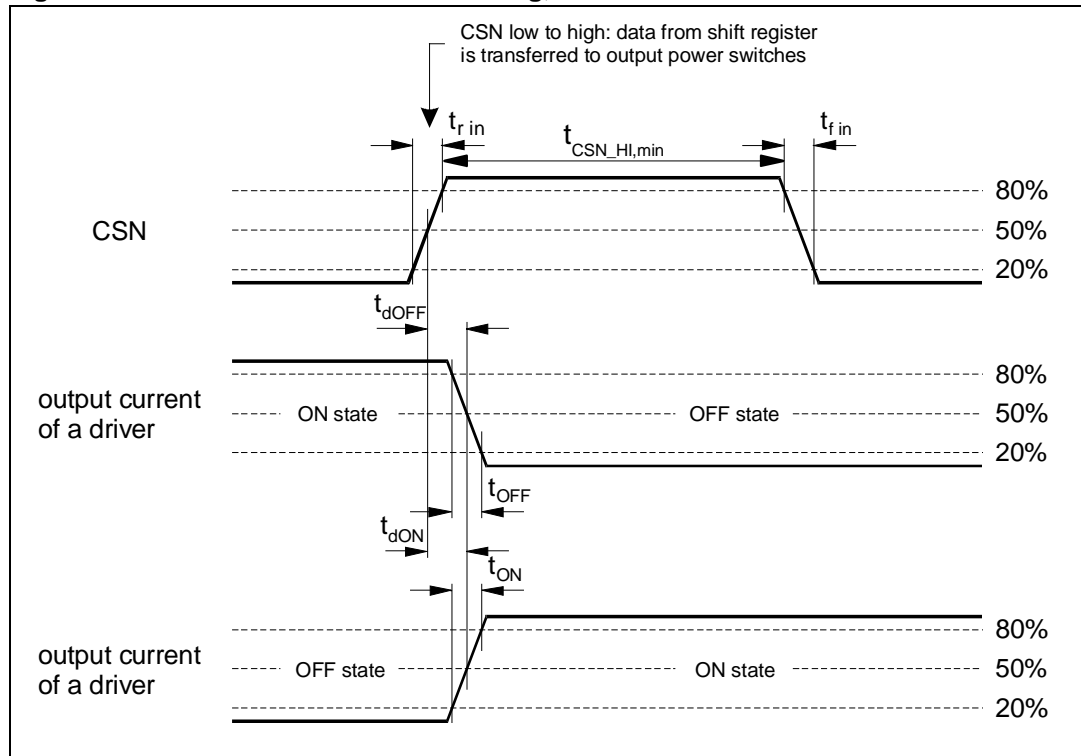 CSN low to high: data from shift register
is transferred to output power switches
t_r in
t_CSN_HI,min
t_f in
80%
CSN
50%
20%
t_dOFF
80%
output current
of a driver
ON state
OFF state
50%
20%
t_OFF
t_dON
t_ON
80%
output current
of a driver
OFF state
ON state
50%
20%